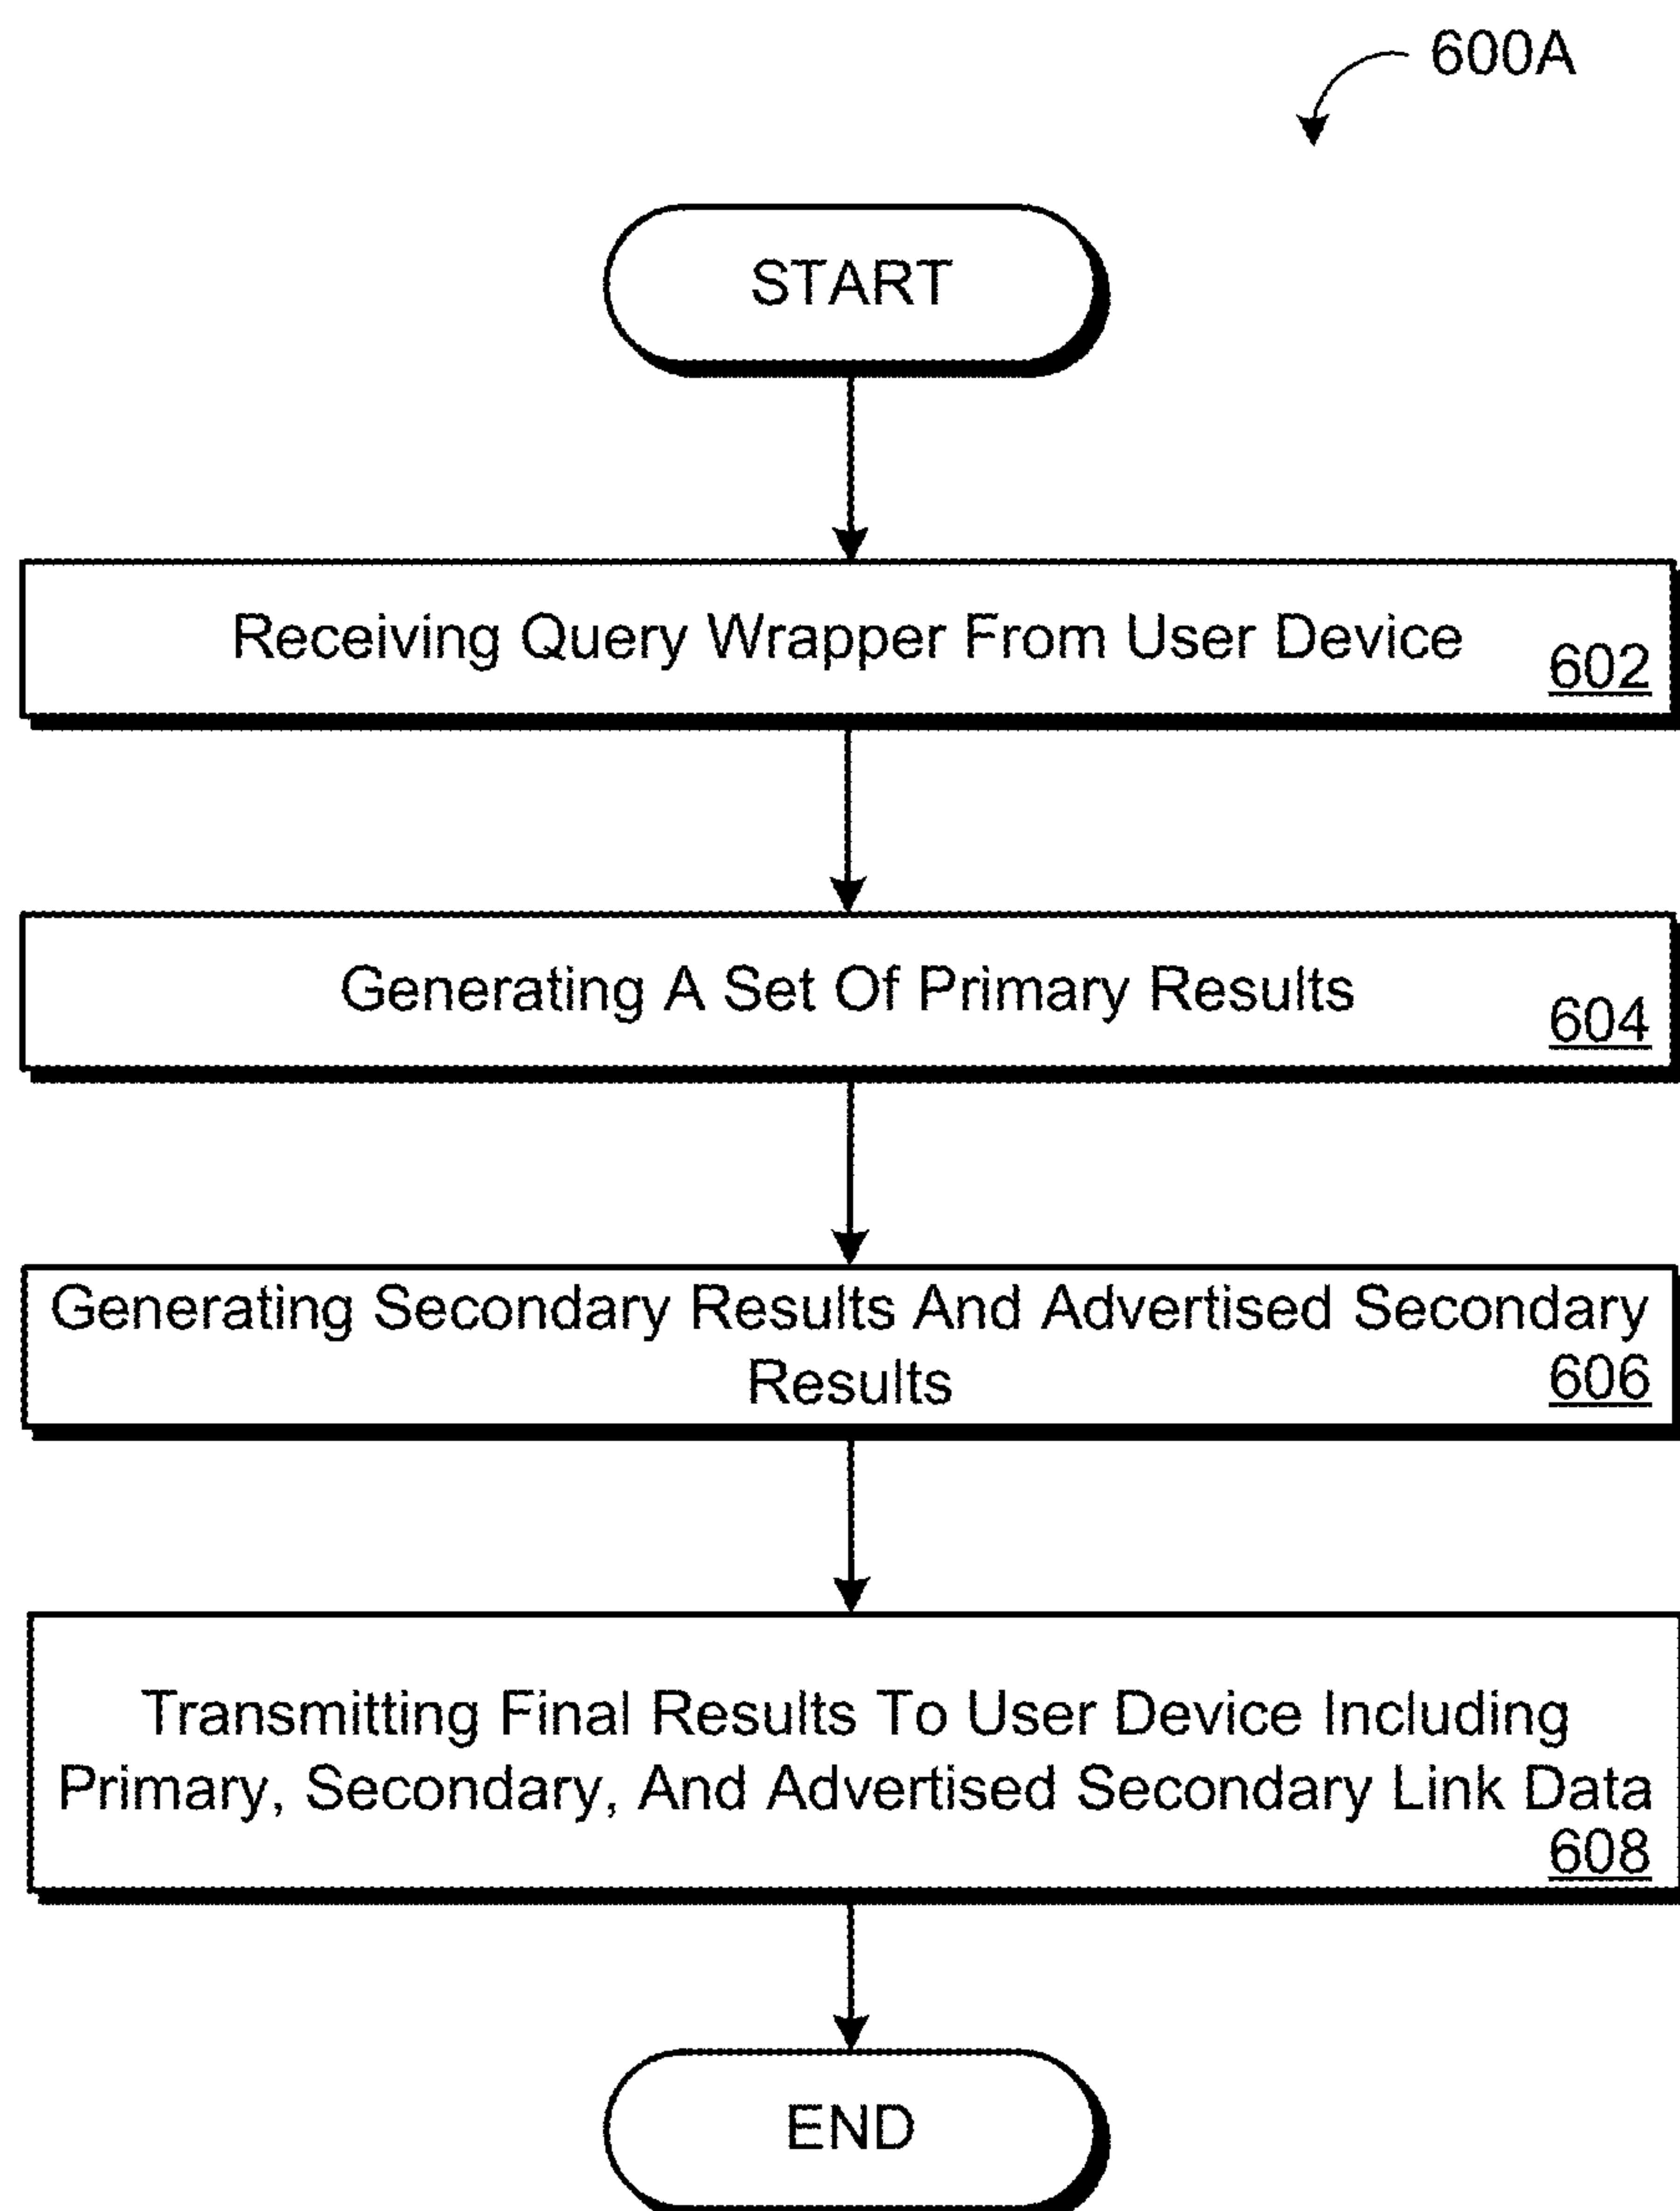 600A
START
Receiving Query Wrapper From User Device
602
Generating A Set Of Primary Results
604
Generating Secondary Results And Advertised Secondary
Results
606
Transmitting Final Results To User Device Including
Primary, Secondary, And Advertised Secondary Link Data
608
END